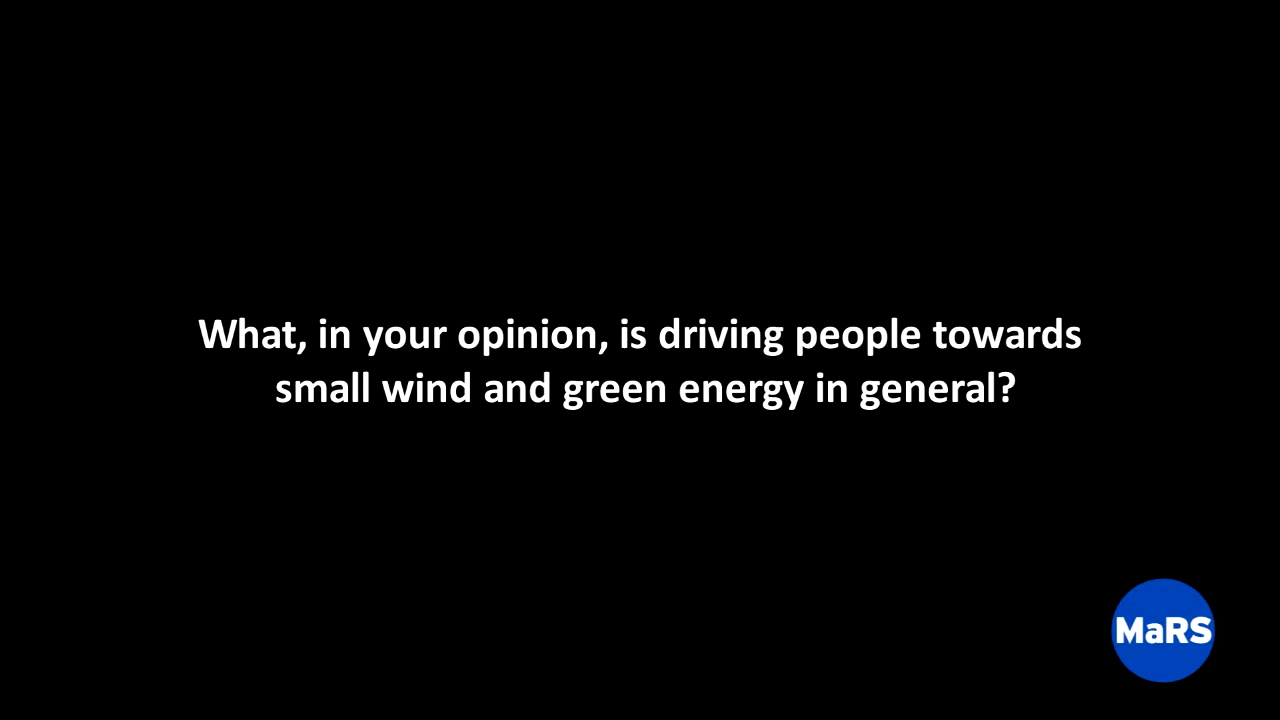 What, in your opinion, is driving people towards
small wind and green energy in general?
MaRS